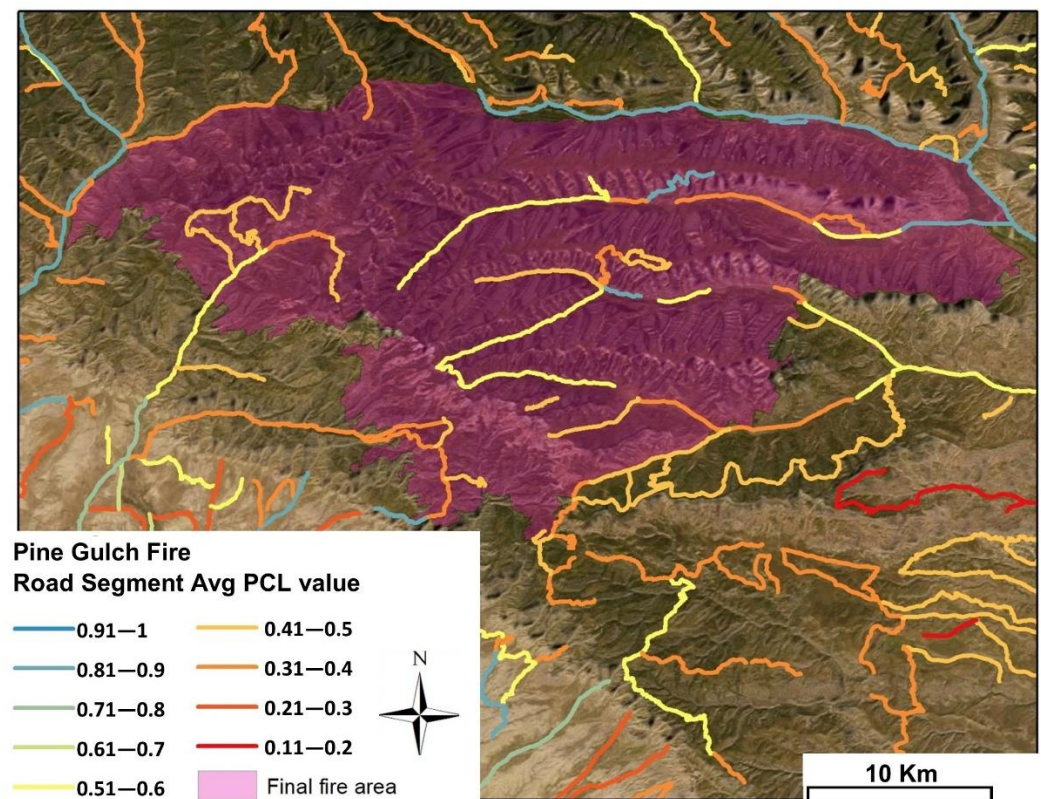 Pine Gulch Fire
Road Segment Avg PCL value
0.91—1
0.81—0.9
0.71—0.8
0.61—0.7
0.51—0.6
0.41—0.5
0.31—0.4
0.21—0.3
0.11—0.2
Final fire area
N
10 Km